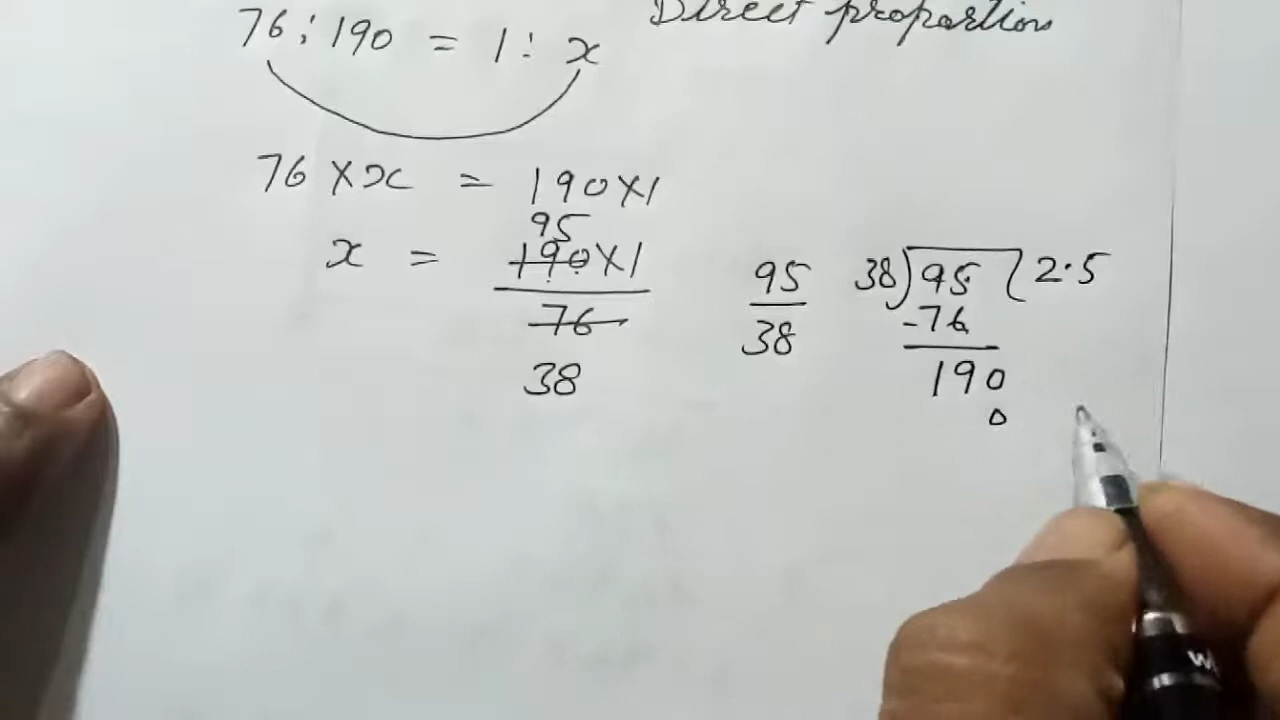 Direct proportion
76 : 190 = 1 : x
76 × x = 190×1
95
x = 190×1
76
38
95
38
38)95(2.5
-76
190
0